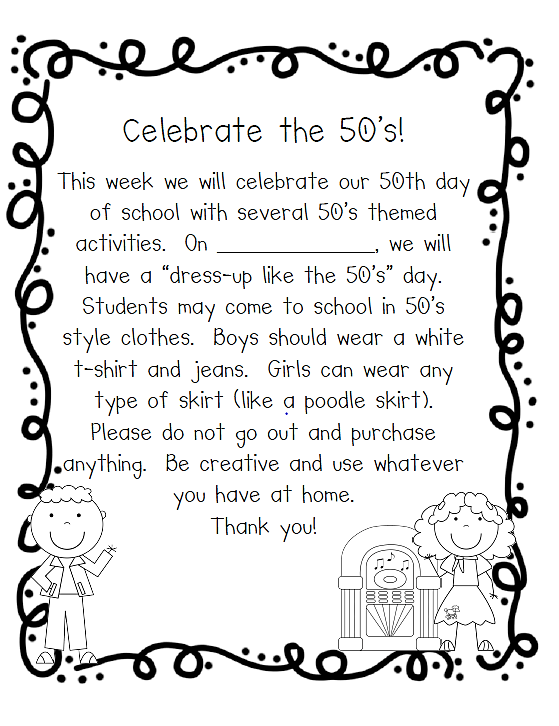 Celebrate the 50's!
This week we will celebrate our 50th day
of school with several 50's themed
activities.  On ______________, we will
have a "dress-up like the 50's" day.
Students may come to school in 50's
style clothes.  Boys should wear a white
t-shirt and jeans.  Girls can wear any
type of skirt (like a poodle skirt).
Please do not go out and purchase
anything.  Be creative and use whatever
you have at home.
Thank you!